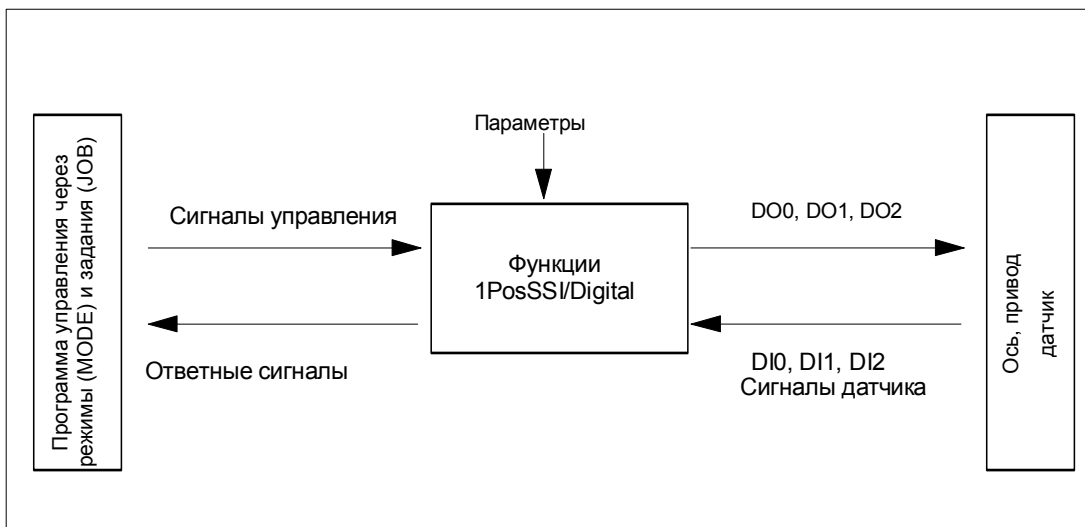 Программа управления через
режимы (MODE) и задания (JOB)
Сигналы управления
Ответные сигналы
Параметры
Функции
1PosSSI/Digital
DO0, DO1, DO2
DI0, DI1, DI2
Сигналы датчика
Ось, привод
датчик